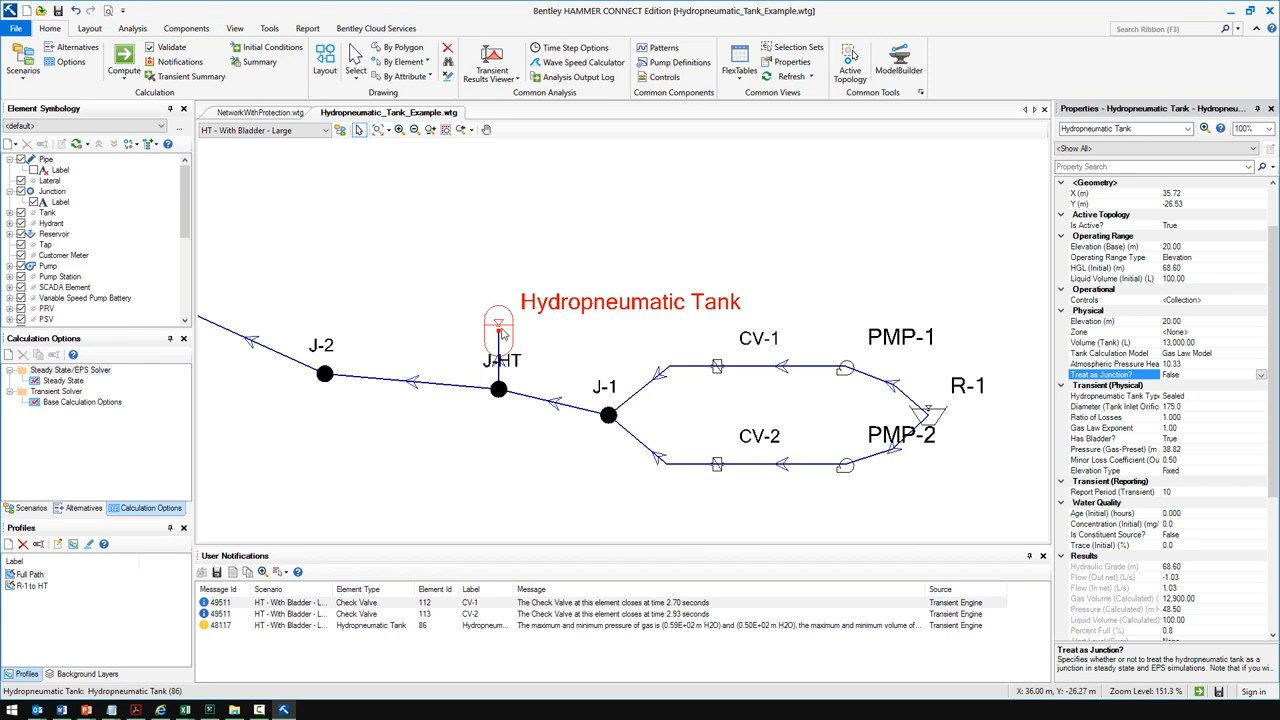 Bentley HAMMER CONNECT Edition [Hydropneumatic_Tank_Example.wtg]
File Home Layout Analysis Components View Tools Report Bentley Cloud Services Search Ribbon (F3)
Scenarios Alternatives Options
Compute Validate Notifications Transient Summary Initial Conditions Summary
Calculation
Layout Select By Polygon By Element By Attribute
Drawing
Transient Results Viewer Time Step Options Wave Speed Calculator Analysis Output Log
Common Analysis
Patterns Pump Definitions Controls
Common Components
FlexTables Selection Sets Properties Refresh
Common Views
Active Topology ModelBuilder
Common Tools
Element Symbology
<default>
Pipe
Label
Lateral
Junction
Label
Tank
Hydrant
Reservoir
Tap
Customer Meter
Pump
Pump Station
SCADA Element
Variable Speed Pump Battery
PRV
PSV
Calculation Options
Steady State/EPS Solver
Steady State
Transient Solver
Base Calculation Options
Scenarios Alternatives Calculation Options
Profiles
Label
Full Path
R-1 to HT
Profiles Background Layers
NetworkWithProtection.wtg Hydropneumatic_Tank_Example.wtg
HT - With Bladder - Large
Hydropneumatic Tank
J-2
J-HT
J-1
CV-1
PMP-1
R-1
CV-2
PMP-2
User Notifications
Message Id Scenario Element Type Element Id Label Message Source
49511 HT - With Bladder - L... Check Valve 112 CV-1 The Check Valve at this element closes at time 2.70 seconds Transient Engine
49511 HT - With Bladder - L... Check Valve 113 CV-2 The Check Valve at this element closes at time 2.93 seconds Transient Engine
48117 HT - With Bladder - L... Hydropneumatic Tank 86 Hydropneum... The maximum and minimum pressure of gas is (0.59E+02 m H2O) and (0.50E+02 m H2O), the maximum and minimum volume of... Transient Engine
Properties - Hydropneumatic Tank - Hydropneu...
Hydropneumatic Tank 100%
<Show All>
Property Search
<Geometry>
X (m) 35.72
Y (m) -26.53
Active Topology
Is Active? True
Operating Range
Elevation (Base) (m) 20.00
Operating Range Type Elevation
HGL (Initial) (m) 68.60
Liquid Volume (Initial) (L) 100.00
Operational
Controls <Collection>
Physical
Elevation (m) 20.00
Zone <None>
Volume (Tank) (L) 13,000.00
Tank Calculation Model Gas Law Model
Atmospheric Pressure Hea 10.33
Treat as Junction? False
Transient (Physical)
Hydropneumatic Tank Type Sealed
Diameter (Tank Inlet Orific 175.0
Ratio of Losses 1.000
Gas Law Exponent 1.00
Has Bladder? True
Pressure (Gas-Preset) (m 38.82
Minor Loss Coefficient (Ou 0.50
Elevation Type Fixed
Transient (Reporting)
Report Period (Transient) 10
Water Quality
Age (Initial) (hours) 0.000
Concentration (Initial) (mg/ 0.0
Is Constituent Source? False
Trace (Initial) (%) 0.0
Results
Hydraulic Grade (m) 68.60
Flow (Out net) (L/s) -1.03
Flow (In net) (L/s) 1.03
Gas Volume (Calculated) ( 12,900.00
Pressure (Calculated) (m 48.50
Liquid Volume (Calculated) 100.00
Percent Full (%) 0.8
Treat as Junction?
Specifies whether or not to treat the hydropneumatic tank as a
junction in steady state and EPS simulations. Note that if you wi...
Hydropneumatic Tank: Hydropneumatic Tank (86) X: 36.00 m, Y: -26.27 m Zoom Level: 151.3 % Sign in